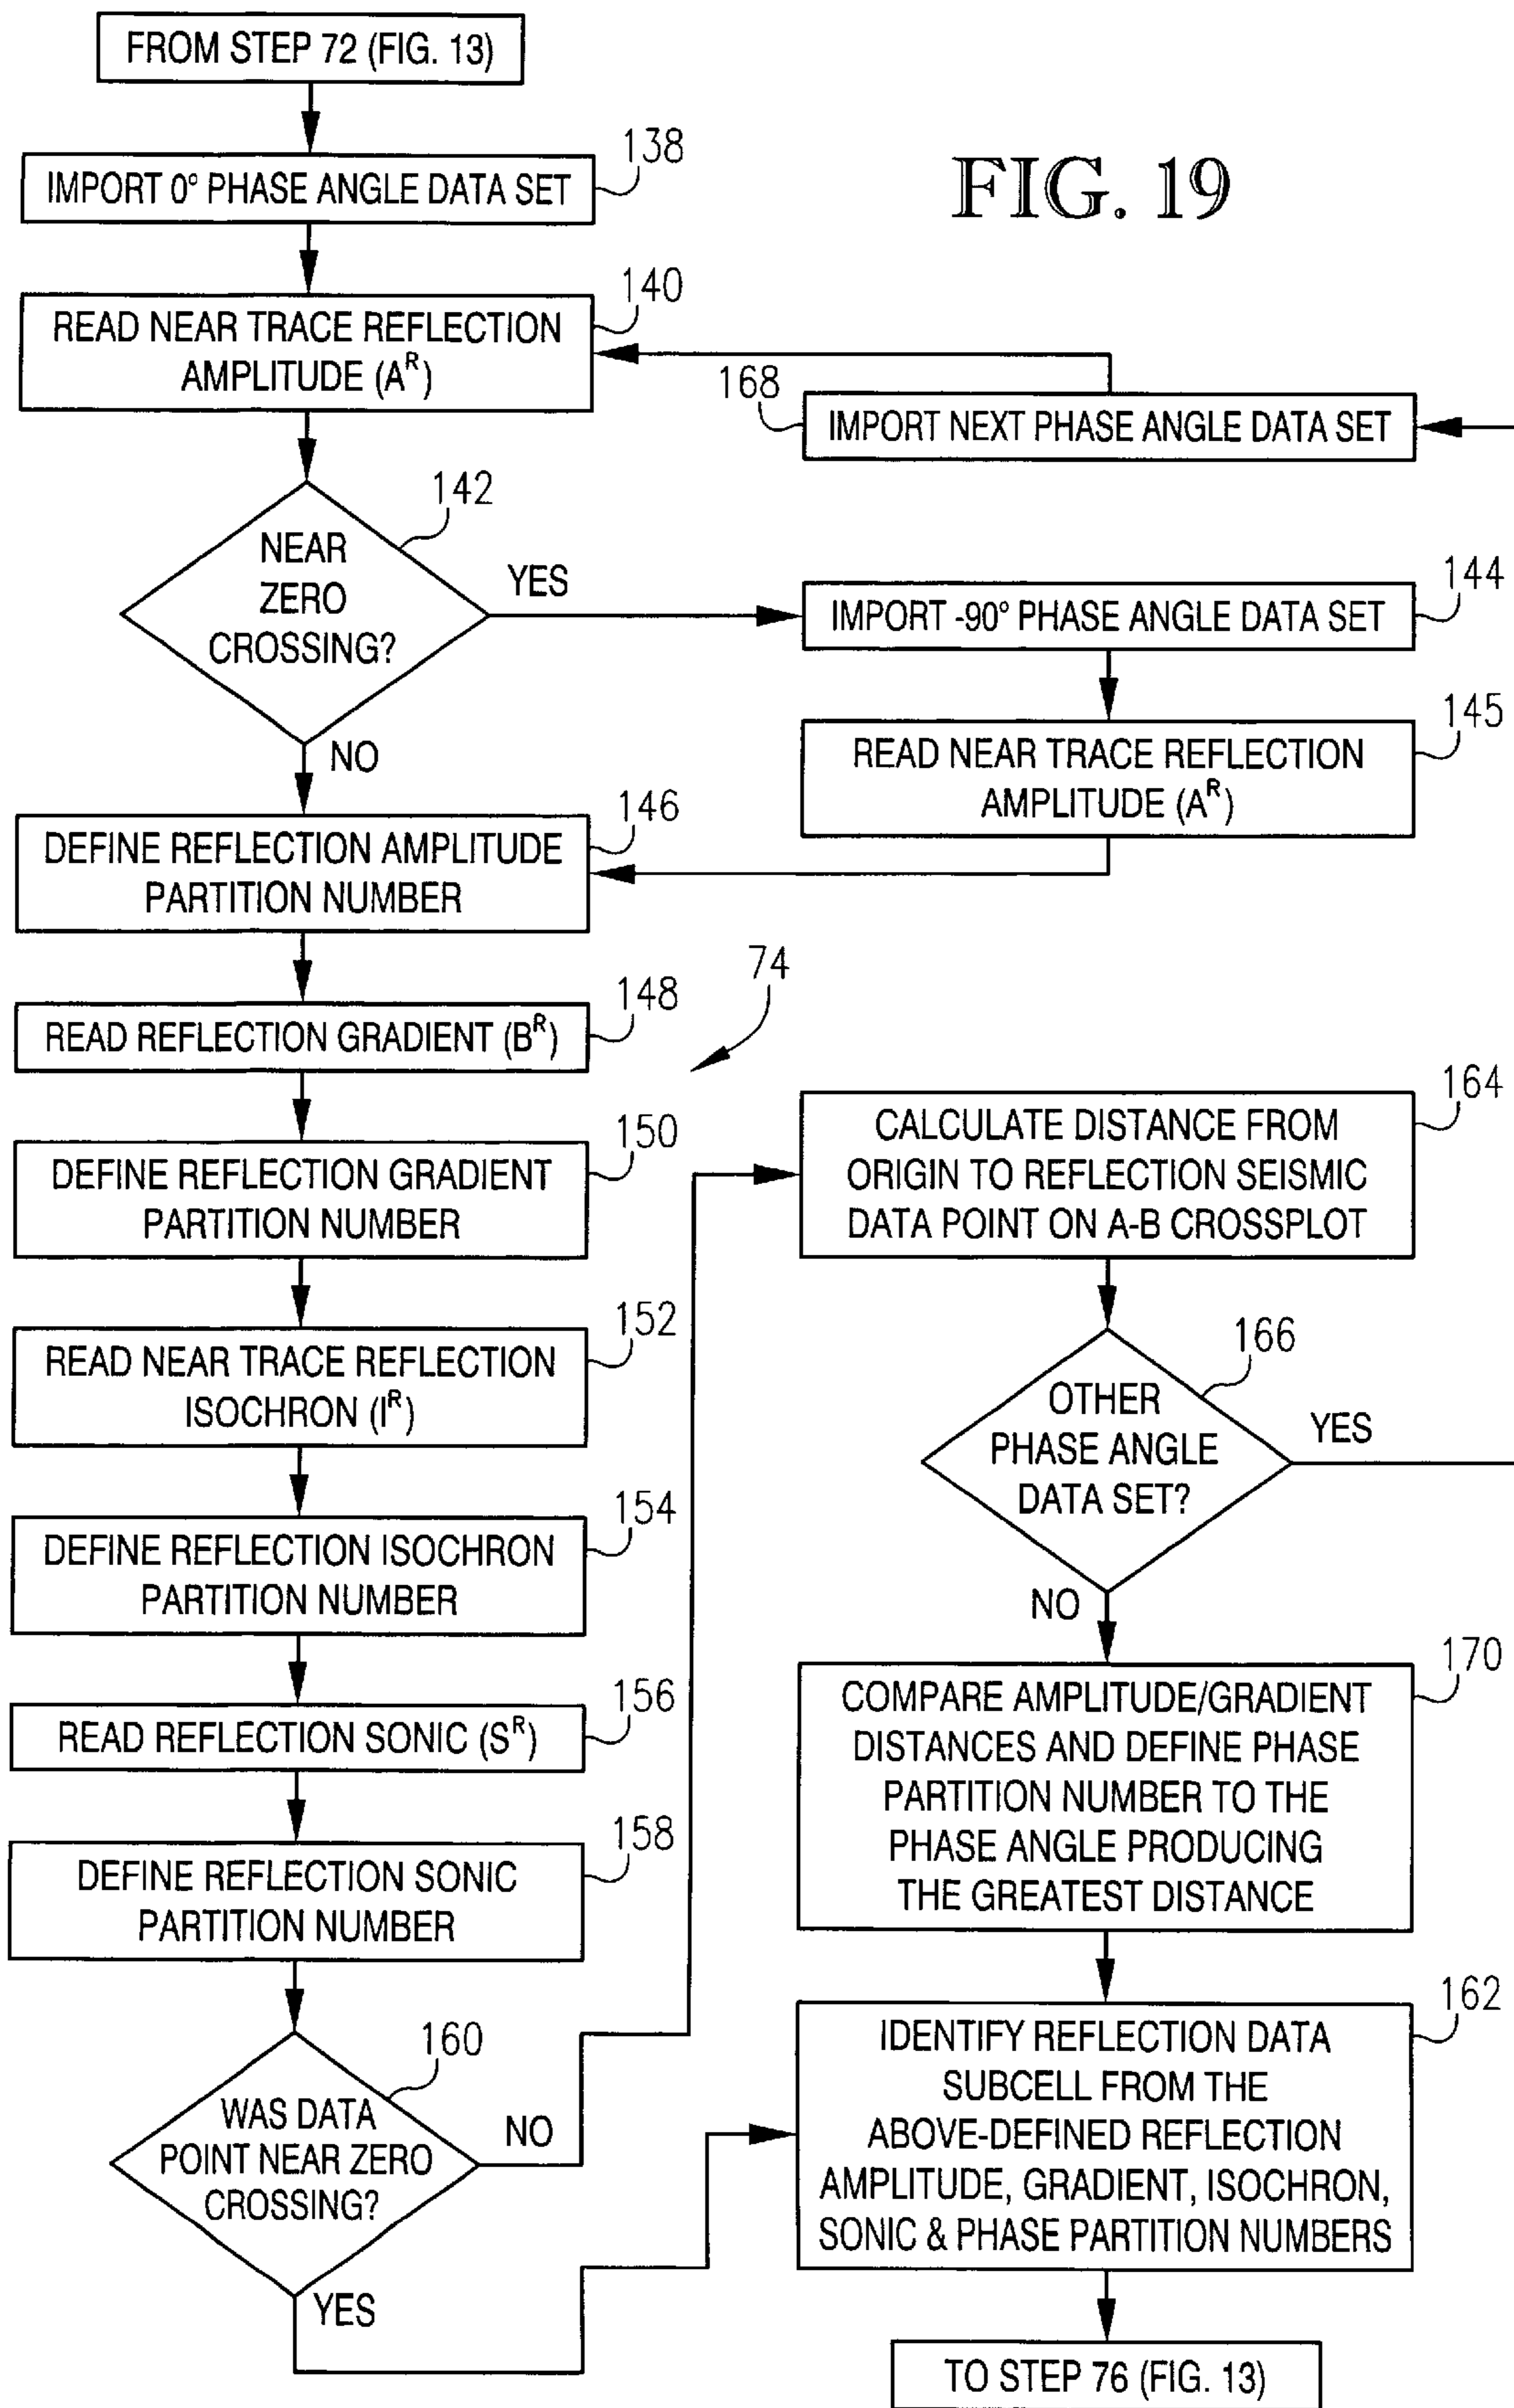 FROM STEP 72 (FIG. 13)
FIG. 19
138
IMPORT 0° PHASE ANGLE DATA SET
140
READ NEAR TRACE REFLECTION
AMPLITUDE (Aᴿ)
168
IMPORT NEXT PHASE ANGLE DATA SET
142
NEAR
ZERO
CROSSING?
YES
NO
144
IMPORT -90° PHASE ANGLE DATA SET
145
READ NEAR TRACE REFLECTION
AMPLITUDE (Aᴿ)
146
DEFINE REFLECTION AMPLITUDE
PARTITION NUMBER
74
148
READ REFLECTION GRADIENT (Bᴿ)
150
DEFINE REFLECTION GRADIENT
PARTITION NUMBER
152
READ NEAR TRACE REFLECTION
ISOCHRON (Iᴿ)
154
DEFINE REFLECTION ISOCHRON
PARTITION NUMBER
156
READ REFLECTION SONIC (Sᴿ)
158
DEFINE REFLECTION SONIC
PARTITION NUMBER
160
WAS DATA
POINT NEAR ZERO
CROSSING?
NO
YES
164
CALCULATE DISTANCE FROM
ORIGIN TO REFLECTION SEISMIC
DATA POINT ON A-B CROSSPLOT
166
OTHER
PHASE ANGLE
DATA SET?
YES
NO
170
COMPARE AMPLITUDE/GRADIENT
DISTANCES AND DEFINE PHASE
PARTITION NUMBER TO THE
PHASE ANGLE PRODUCING
THE GREATEST DISTANCE
162
IDENTIFY REFLECTION DATA
SUBCELL FROM THE
ABOVE-DEFINED REFLECTION
AMPLITUDE, GRADIENT, ISOCHRON,
SONIC & PHASE PARTITION NUMBERS
TO STEP 76 (FIG. 13)